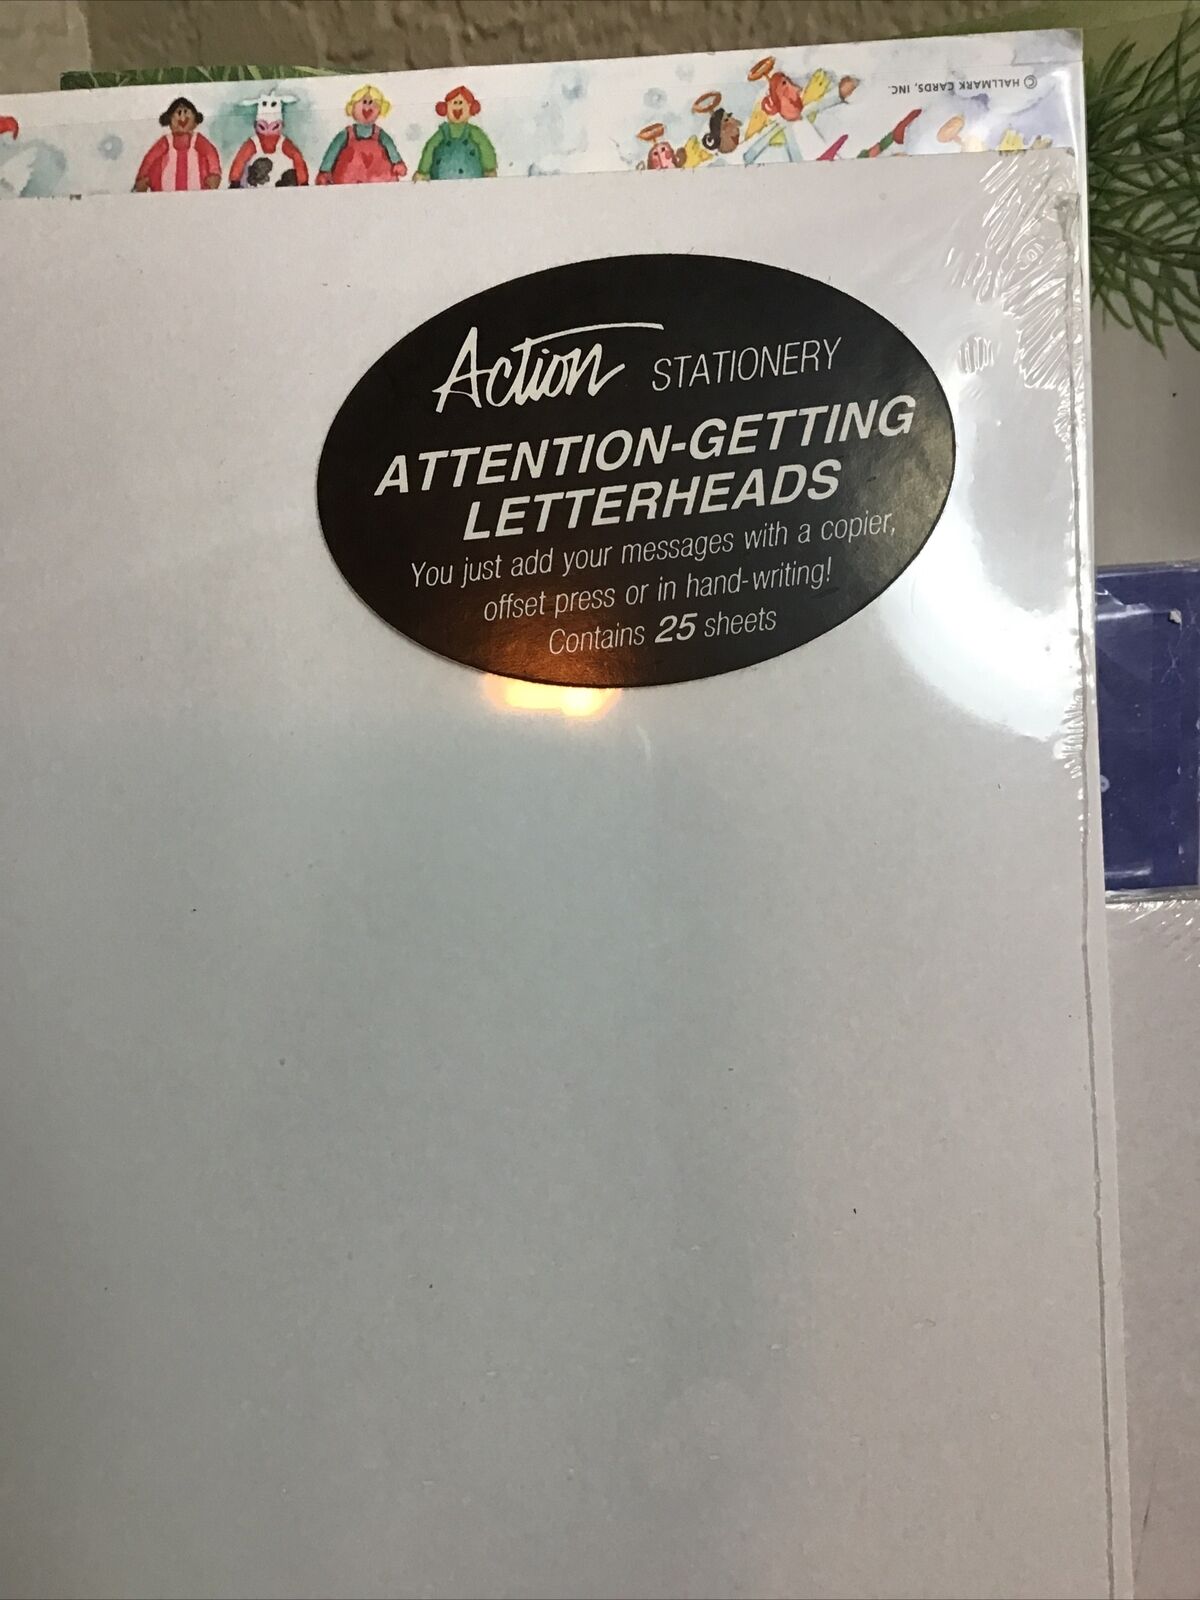 © HALLMARK CARDS, INC.
Action STATIONERY
ATTENTION-GETTING
LETTERHEADS
You just add your messages with a copier,
offset press or in hand-writing!
Contains 25 sheets